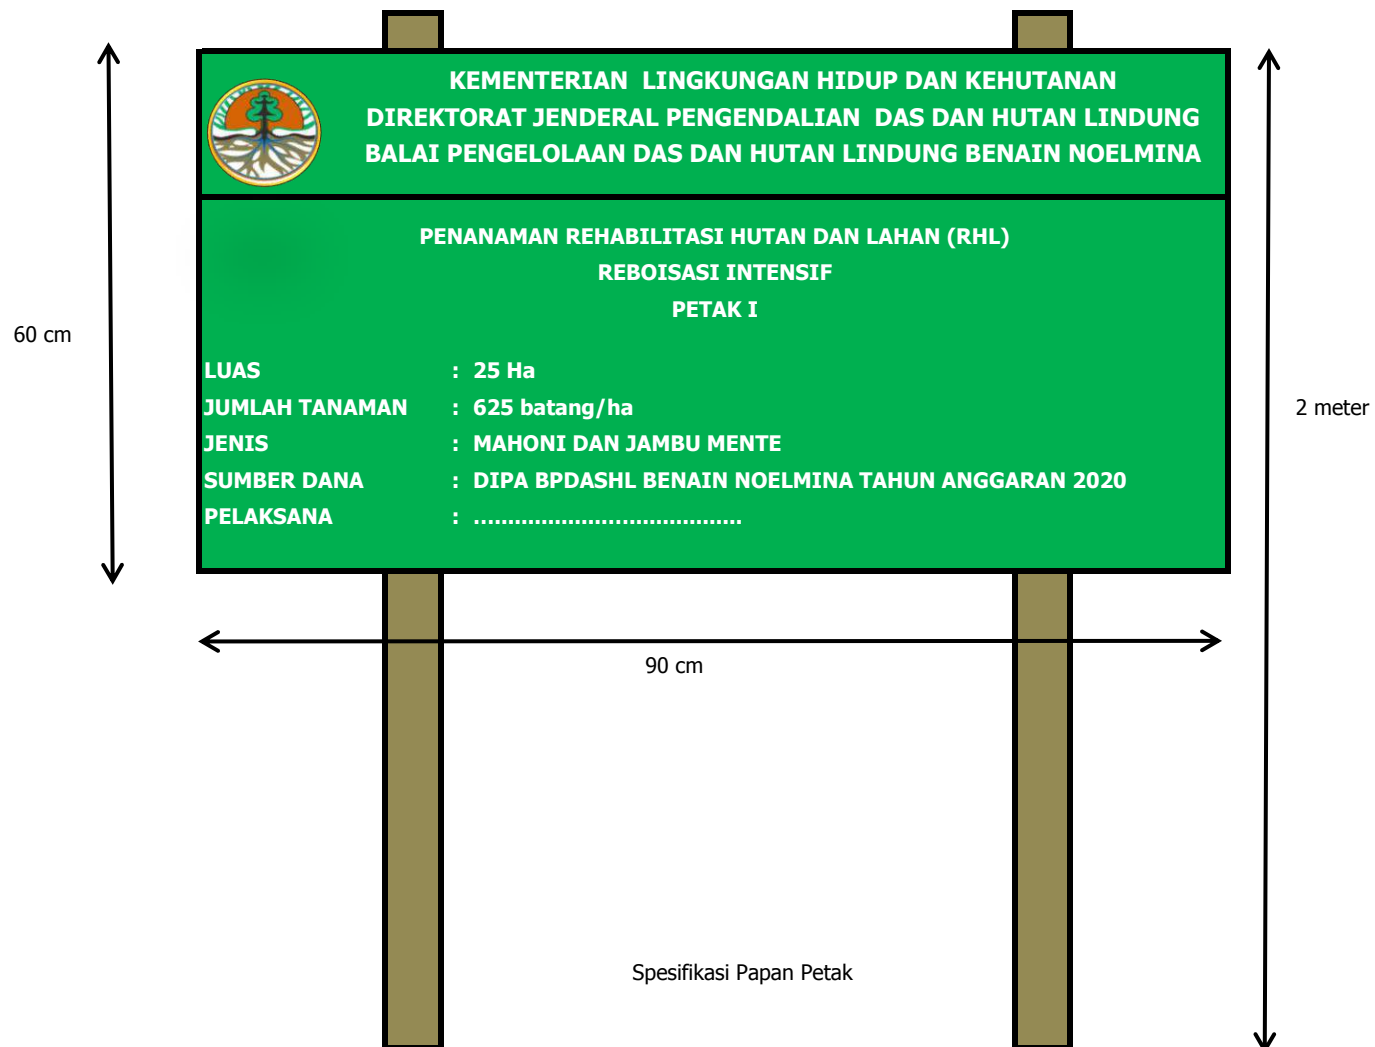 KEMENTERIAN LINGKUNGAN HIDUP DAN KEHUTANAN
DIREKTORAT JENDERAL PENGENDALIAN DAS DAN HUTAN LINDUNG
BALAI PENGELOLAAN DAS DAN HUTAN LINDUNG BENAIN NOELMINA
PENANAMAN REHABILITASI HUTAN DAN LAHAN (RHL)
REBOISASI INTENSIF
PETAK I
60 cm
LUAS : 25 Ha
JUMLAH TANAMAN : 625 batang/ha
2 meter
JENIS : MAHONI DAN JAMBU MENTE
SUMBER DANA : DIPA BPDASHL BENAIN NOELMINA TAHUN ANGGARAN 2020
PELAKSANA : ........................................
90 cm
Spesifikasi Papan Petak